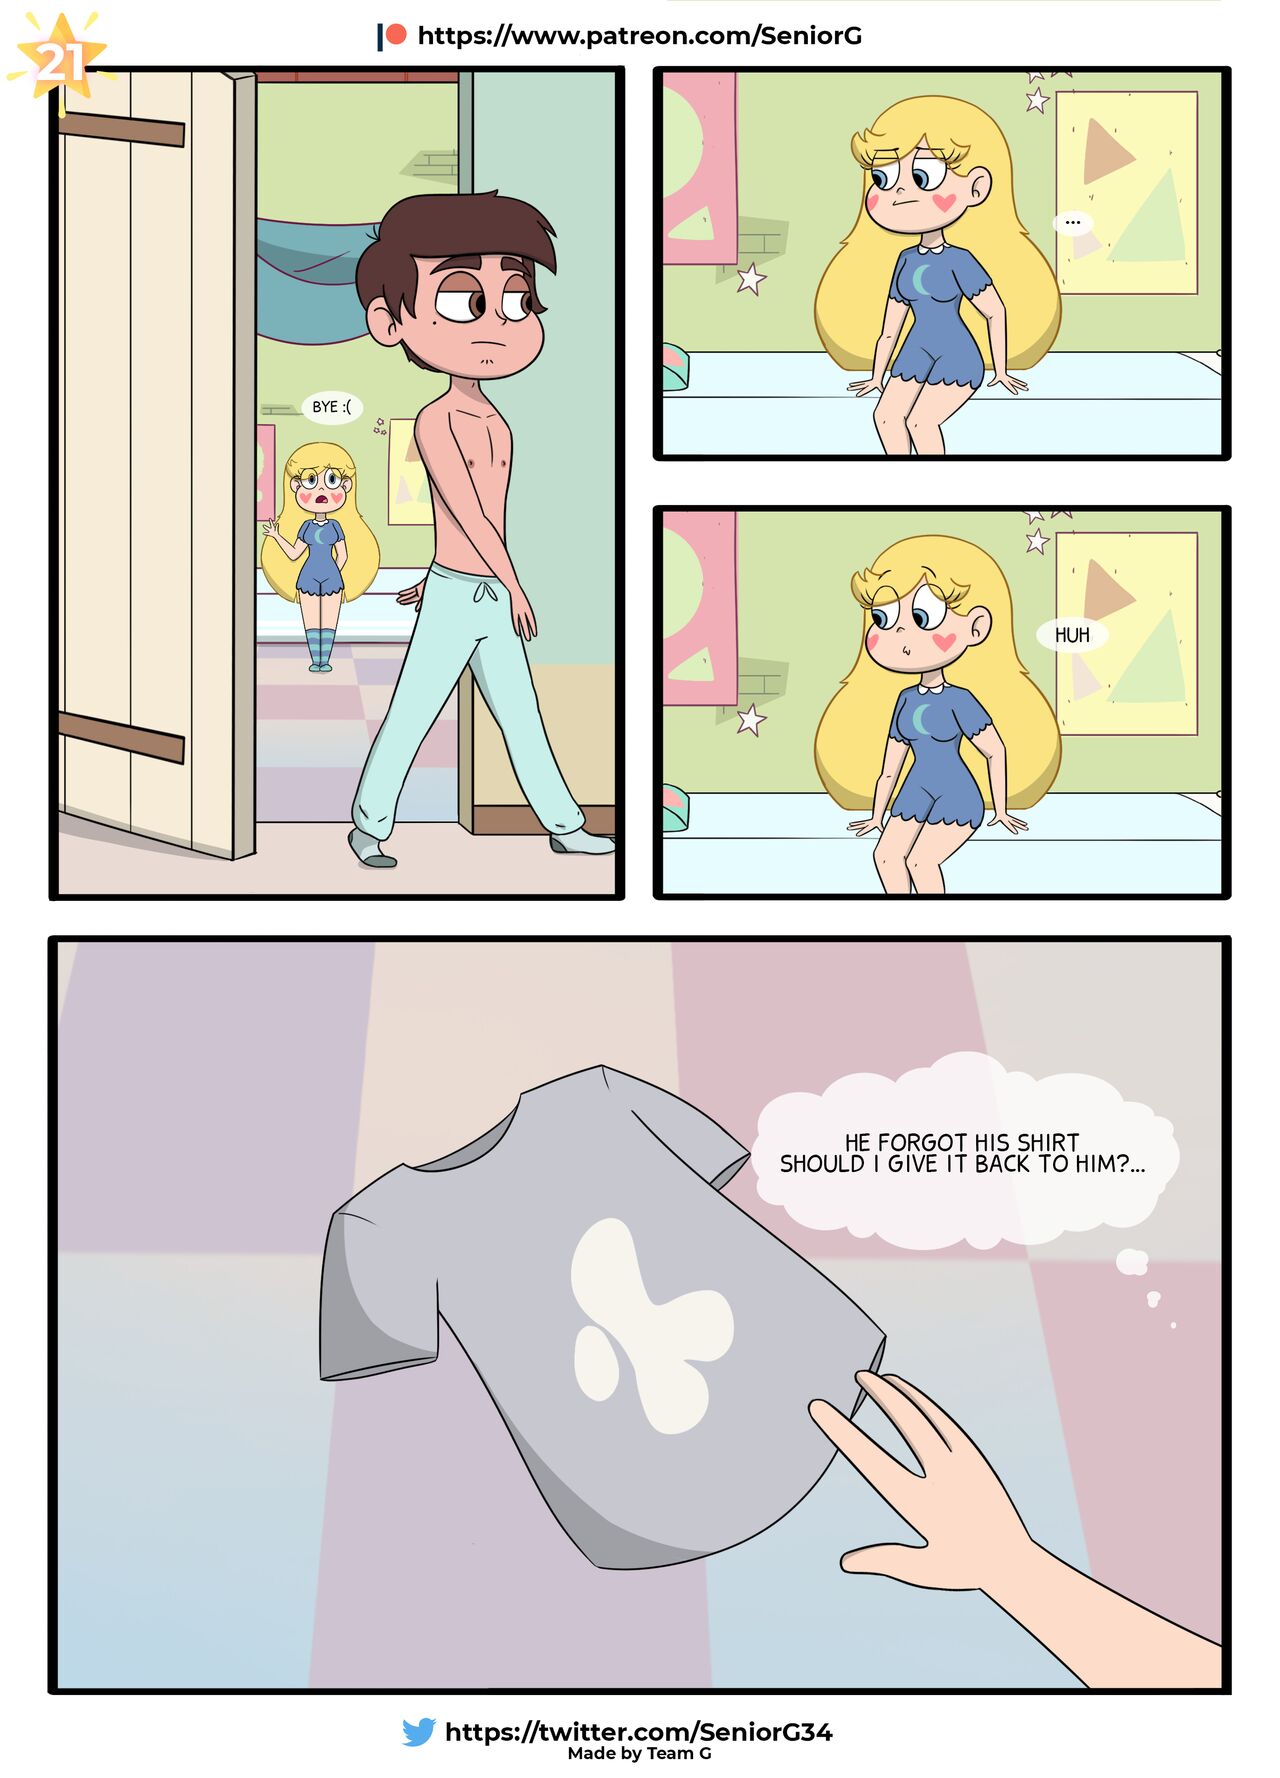 https://www.patreon.com/SeniorG
21
BYE :(
...
HUH
HE FORGOT HIS SHIRT
SHOULD I GIVE IT BACK TO HIM?...
https://twitter.com/SeniorG34
Made by Team G